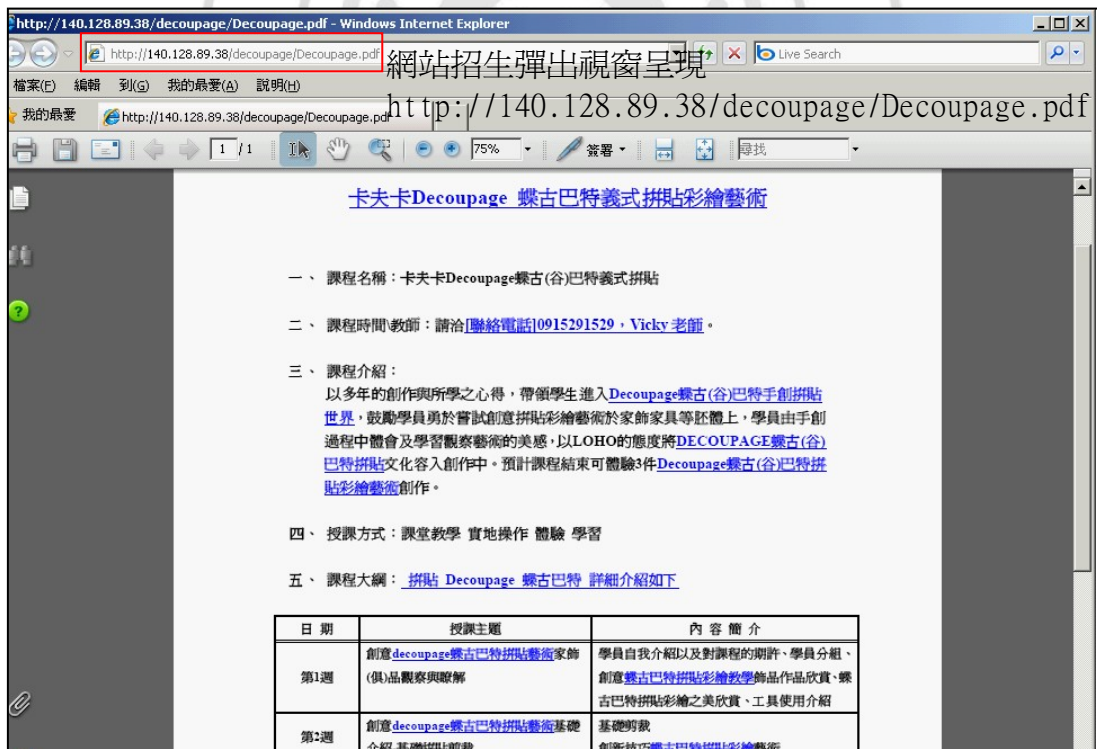 http://140.128.89.38/decoupage/Decoupage.pdf - Windows Internet Explorer
http://140.128.89.38/decoupage/Decoupage.pdf
Live Search
網站招生彈出視窗呈現
http://140.128.89.38/decoupage/Decoupage.pdf
檔案(F) 編輯 到(G) 我的最愛(A) 說明(H)
我的最愛
http://140.128.89.38/decoupage/Decoupage.pdf
1 / 1
75%
簽署
尋找
卡夫卡Decoupage 蝶古巴特義式拼貼彩繪藝術
一、 課程名稱：卡夫卡Decoupage蝶古(谷)巴特義式拼貼
二、 課程時間\教師：請洽[聯絡電話]0915291529，Vicky 老師。
三、 課程介紹：
以多年的創作與所學之心得，帶領學生進入Decoupage蝶古(谷)巴特手創拼貼
世界，鼓勵學員勇於嘗試創意拼貼彩繪藝術於家飾家具等胚體上，學員由手創
過程中體會及學習觀察藝術的美感，以LOHO的態度將DECOUPAGE蝶古(谷)
巴特拼貼文化容入創作中。預計課程結束可體驗3件Decoupage蝶古(谷)巴特拼
貼彩繪藝術創作。
四、 授課方式：課堂教學 實地操作 體驗 學習
五、 課程大綱： 拼貼 Decoupage 蝶古巴特 詳細介紹如下
日 期 授課主題 內 容 簡 介
第1週
創意decoupage蝶古巴特拼貼藝術家飾
(俱)品觀察與瞭解
學員自我介紹以及對課程的期許、學員分組、
創意蝶古巴特拼貼彩繪教學飾品作品欣賞、蝶
古巴特拼貼彩繪之美欣賞、工具使用介紹
第2週
創意decoupage蝶古巴特拼貼藝術基礎
介紹 基礎拼貼剪裁
基礎剪裁
創新技巧蝶古巴特拼貼彩繪藝術